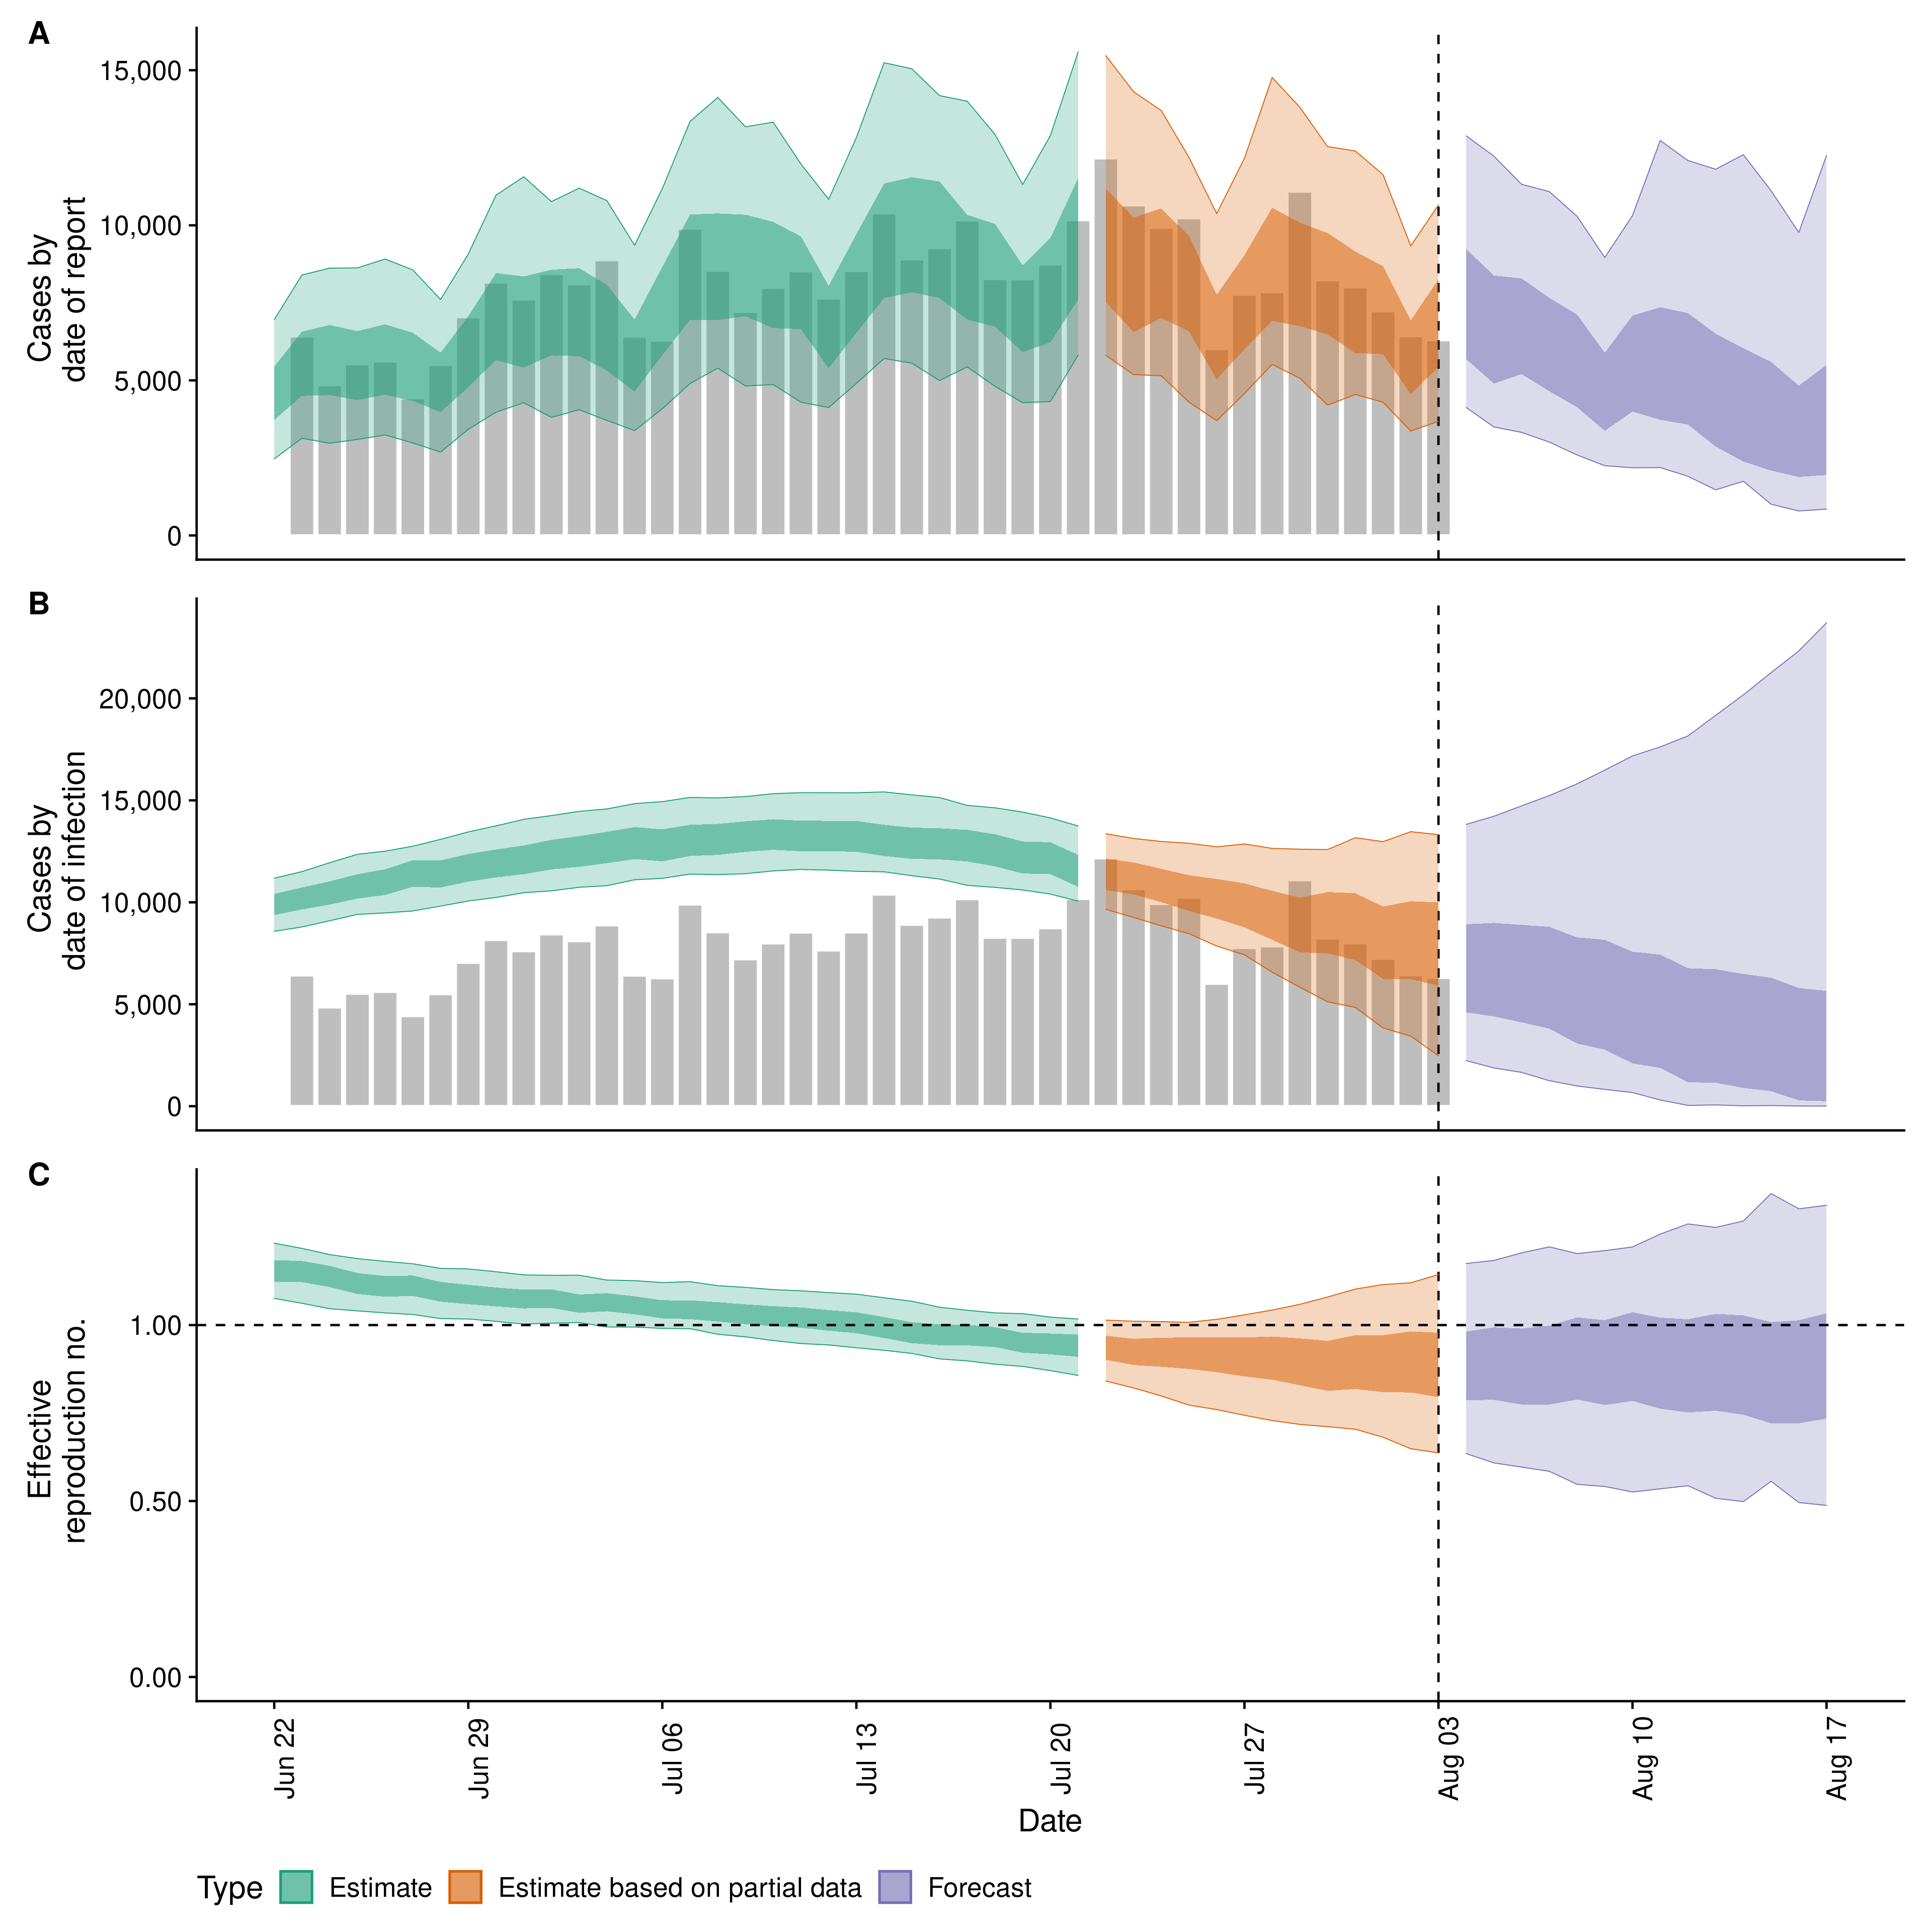 A
Cases by
date of report
15,000
10,000
5,000
0
B
Cases by
date of infection
20,000
15,000
10,000
5,000
0
C
Effective
reproduction no.
1.00
0.50
0.00
Jun 22
Jun 29
Jul 06
Jul 13
Jul 20
Jul 27
Aug 03
Aug 10
Aug 17
Date
Type Estimate Estimate based on partial data Forecast